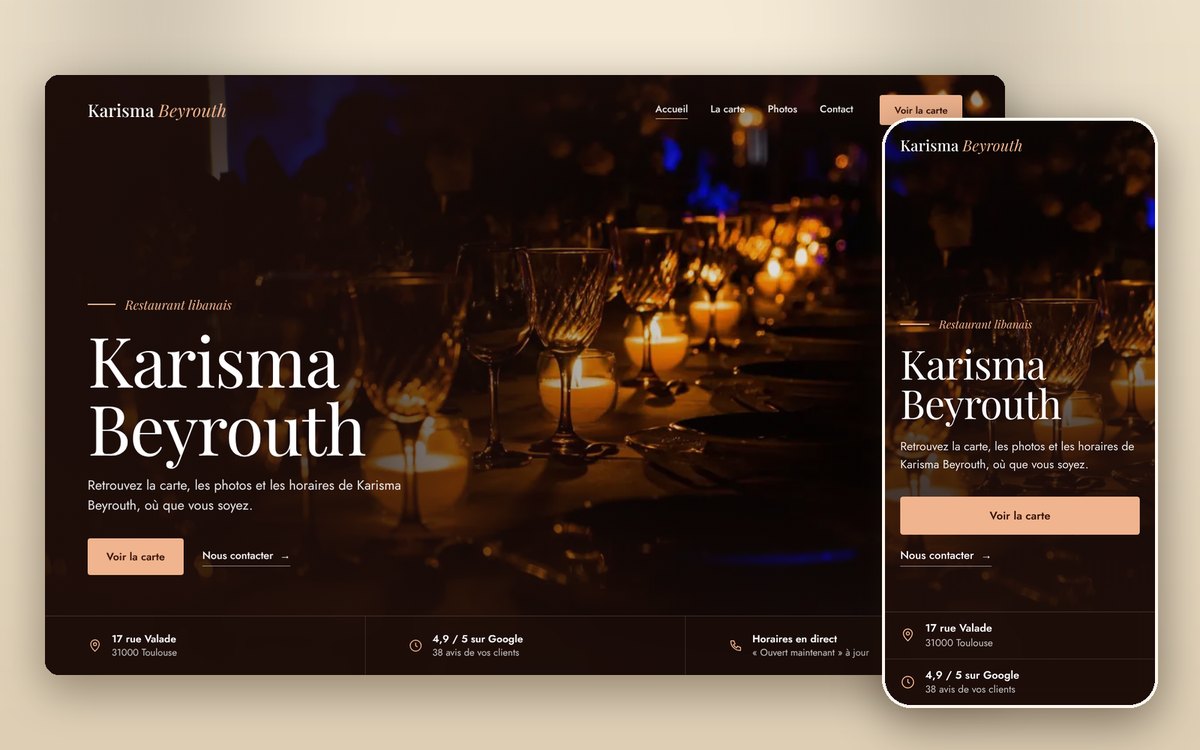 Karisma Beyrouth
Accueil
La carte
Photos
Contact
Voir la carte
Restaurant libanais
Karisma
Beyrouth
Retrouvez la carte, les photos et les horaires de Karisma
Beyrouth, où que vous soyez.
Voir la carte
Nous contacter →
17 rue Valade
31000 Toulouse
4,9 / 5 sur Google
38 avis de vos clients
Horaires en direct
« Ouvert maintenant » à jour
Karisma Beyrouth
Restaurant libanais
Karisma
Beyrouth
Retrouvez la carte, les photos et les horaires de
Karisma Beyrouth, où que vous soyez.
Voir la carte
Nous contacter →
17 rue Valade
31000 Toulouse
4,9 / 5 sur Google
38 avis de vos clients